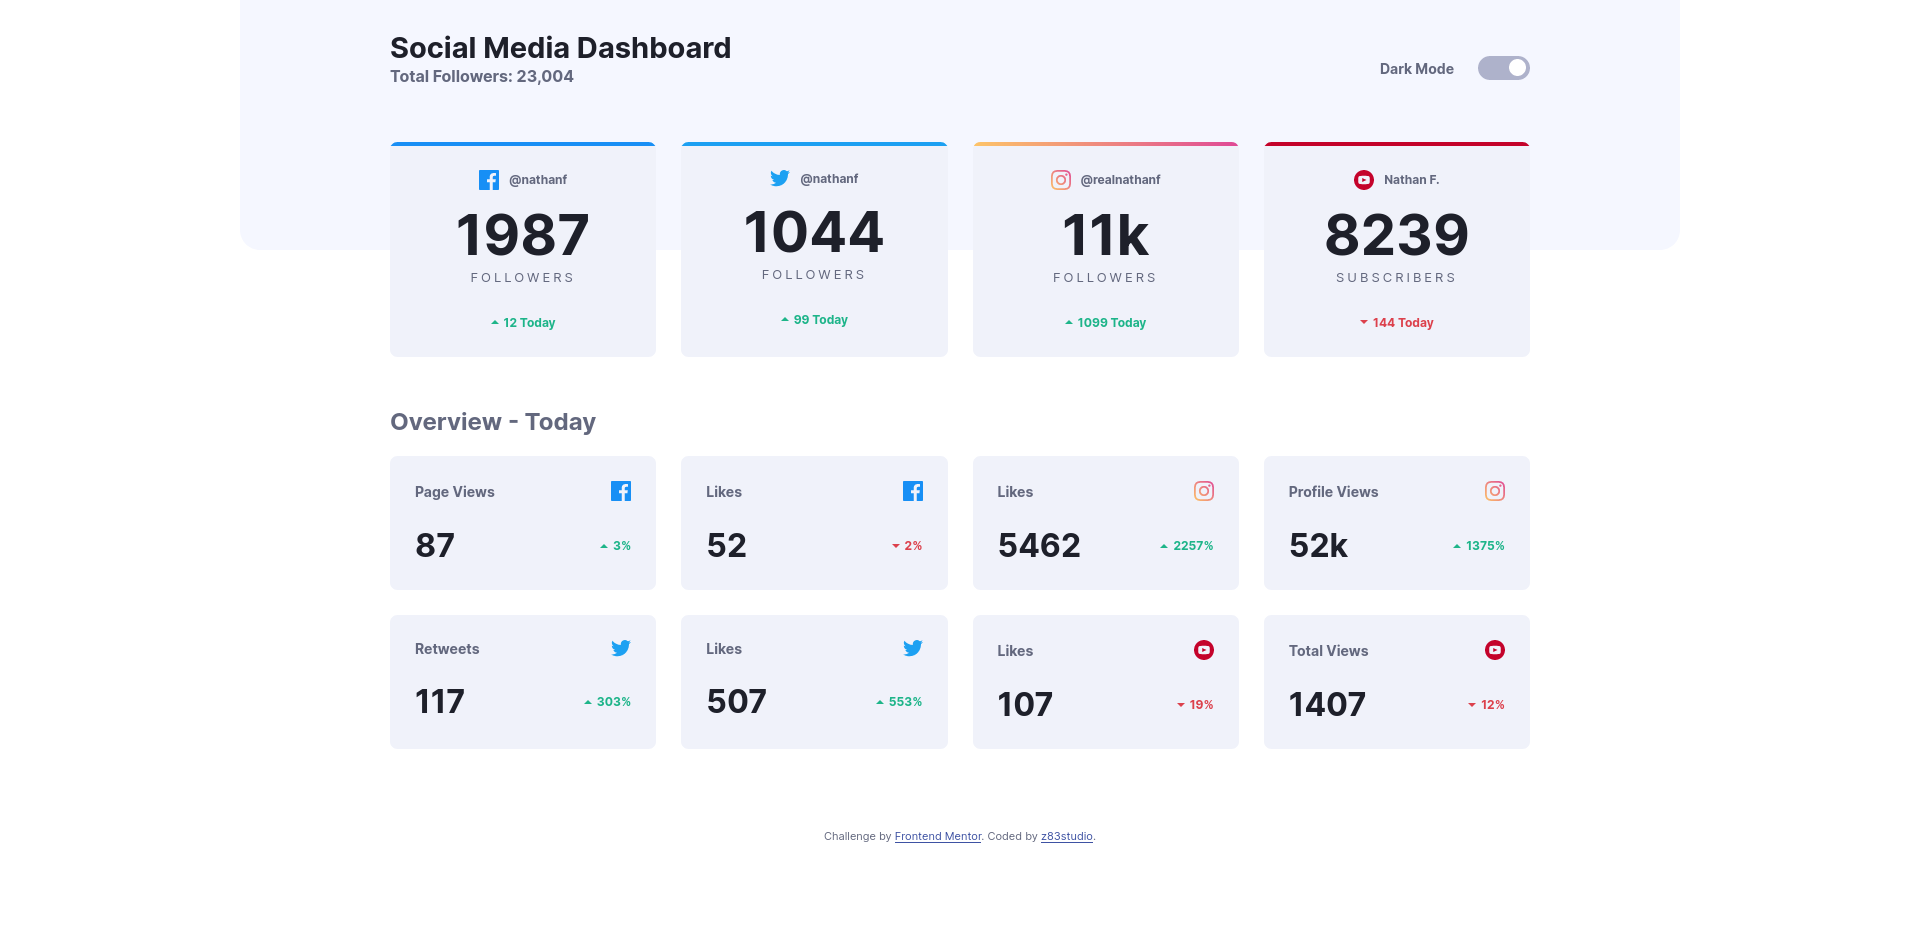 Social Media Dashboard
Total Followers: 23,004
Dark Mode
@nathanf
1987
FOLLOWERS
12 Today
@nathanf
1044
FOLLOWERS
99 Today
@realnathanf
11k
FOLLOWERS
1099 Today
Nathan F.
8239
SUBSCRIBERS
144 Today
Overview - Today
Page Views
87
3%
Likes
52
2%
Likes
5462
2257%
Profile Views
52k
1375%
Retweets
117
303%
Likes
507
553%
Likes
107
19%
Total Views
1407
12%
Challenge by Frontend Mentor. Coded by z83studio.